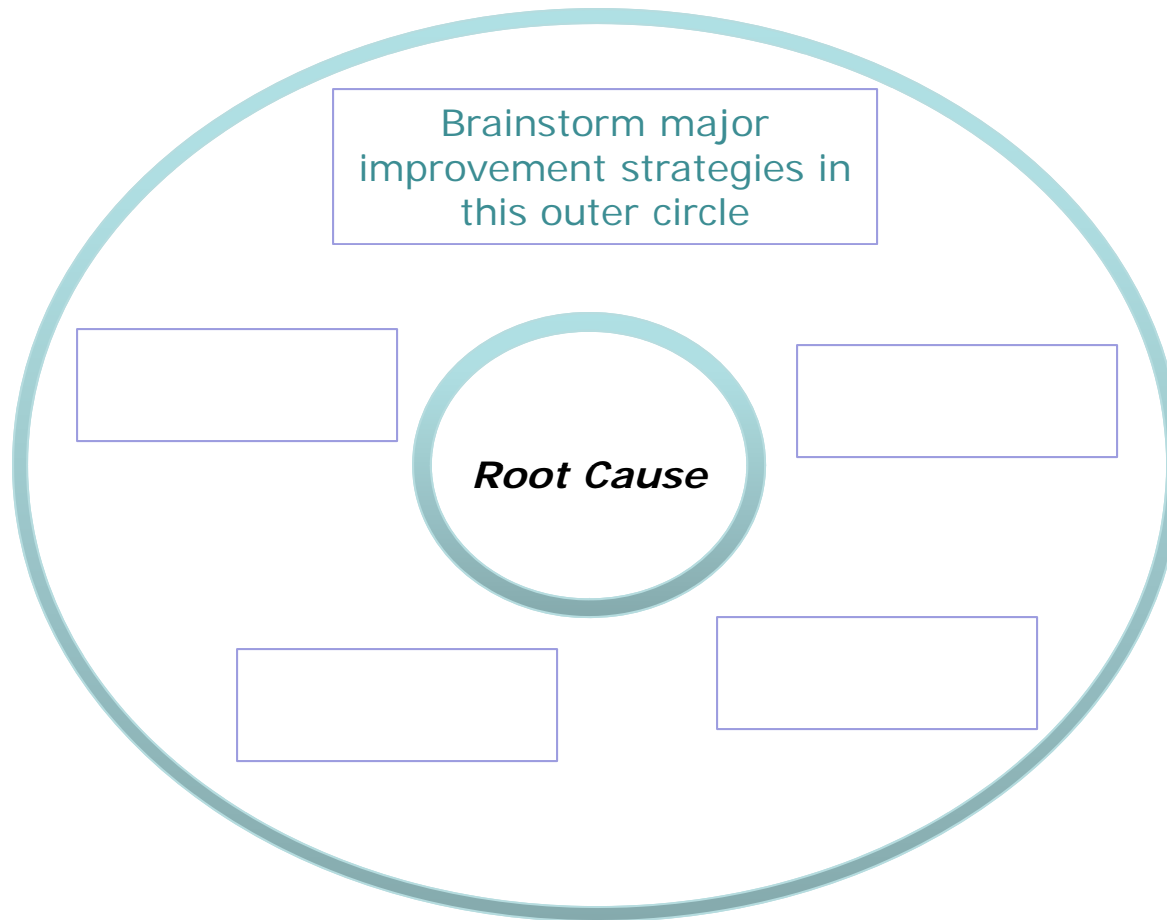 Brainstorm major
improvement strategies in
this outer circle
Root Cause